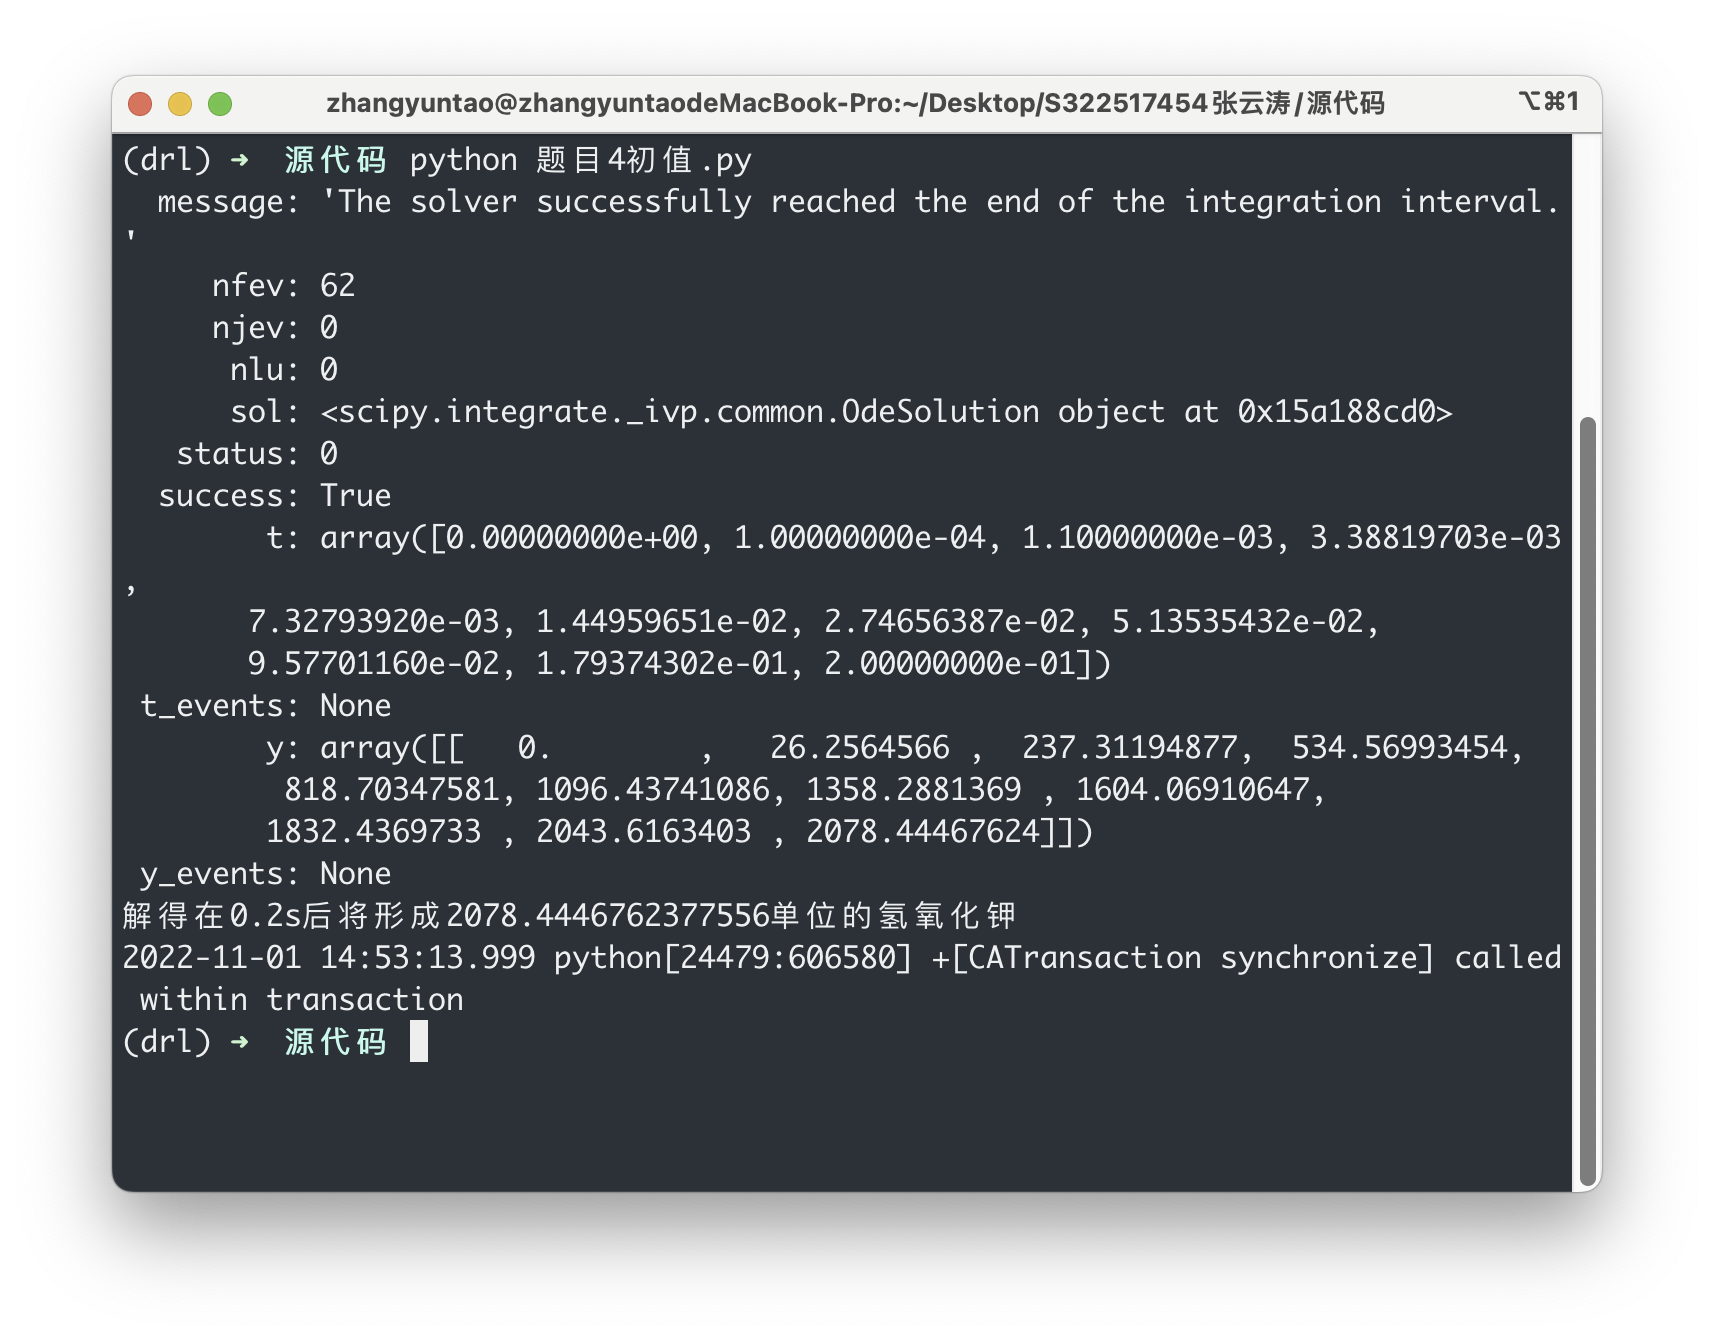 zhangyuntao@zhangyuntaodeMacBook-Pro:~/Desktop/S322517454张云涛/源代码 ⌥⌘1
(drl) ➜ 源代码 python 题目4初值.py
message: 'The solver successfully reached the end of the integration interval.
'
nfev: 62
njev: 0
nlu: 0
sol: <scipy.integrate._ivp.common.OdeSolution object at 0x15a188cd0>
status: 0
success: True
t: array([0.00000000e+00, 1.00000000e-04, 1.10000000e-03, 3.38819703e-03
,
7.32793920e-03, 1.44959651e-02, 2.74656387e-02, 5.13535432e-02,
9.57701160e-02, 1.79374302e-01, 2.00000000e-01])
t_events: None
y: array([[   0.        ,   26.2564566 ,  237.31194877,  534.56993454,
818.70347581, 1096.43741086, 1358.2881369 , 1604.06910647,
1832.4369733 , 2043.6163403 , 2078.44467624]])
y_events: None
解得在0.2s后将形成2078.4446762377556单位的氢氧化钾
2022-11-01 14:53:13.999 python[24479:606580] +[CATransaction synchronize] called
within transaction
(drl) ➜ 源代码